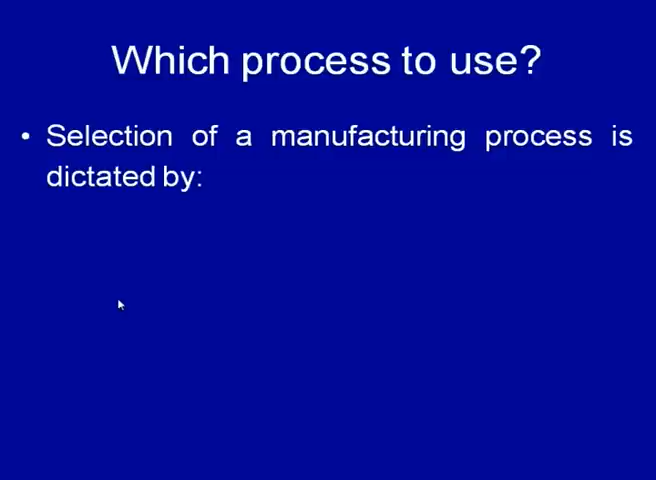 Which process to use?
• Selection of a manufacturing process is
dictated by: